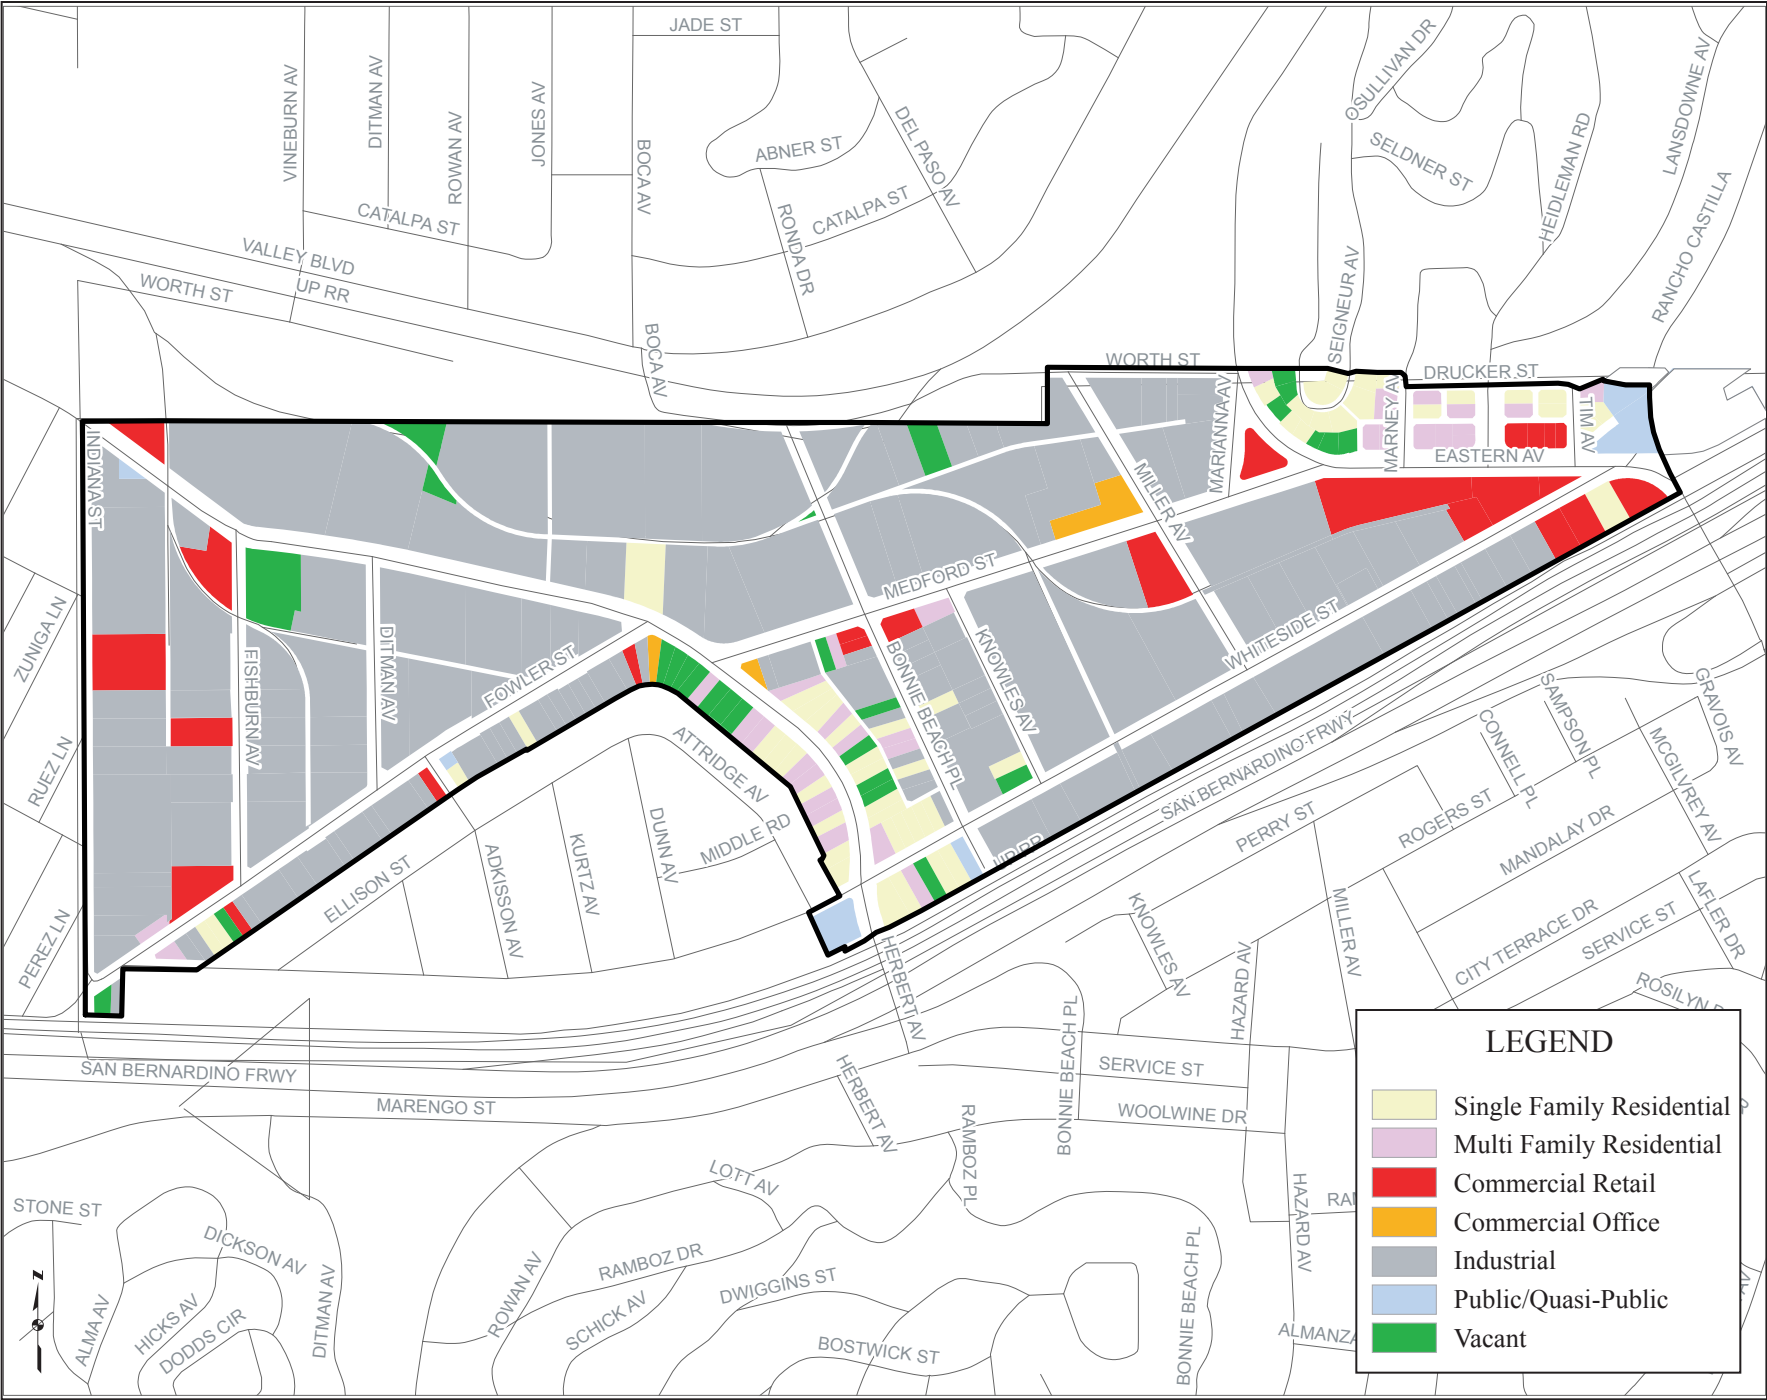 JADE ST
OSULLIVAN DR
VINEBURN AV
DITMAN AV
ROWAN AV
JONES AV
BOCA AV
ABNER ST
DEL PASO AV
SELDNER ST
HEIDLEMAN RD
LANSDOWNE AV
RANCHO CASTILLA
CATALPA ST
CATALPA ST
RONDA DR
VALLEY BLVD
UP RR
WORTH ST
SEIGNEUR AV
BOCA AV
WORTH ST
DRUCKER ST
INDIANA ST
MARIANNA AV
MARNEY AV
TIM AV
EASTERN AV
MILLER AV
MEDFORD ST
ZUNIGA LN
FISHBURN AV
DITMAN AV
FOWLER ST
BONNIE BEACH PL
KNOWLES AV
WHITESIDE ST
RUEZ LN
ATTRIDGE AV
SAN BERNARDINO FRWY
SAMPSON PL
GRAVOIS AV
CONNELL PL
MCGILVREY AV
PERRY ST
ROGERS ST
MANDALAY DR
DUNN AV
MIDDLE RD
KURTZ AV
ADKISSON AV
ELLISON ST
UP RR
PEREZ LN
KNOWLES AV
HAZARD AV
MILLER AV
LAFLER DR
CITY TERRACE DR
SERVICE ST
HERBERT AV
ROSILYN
BONNIE BEACH PL
SAN BERNARDINO FRWY
MARENGO ST
HERBERT AV
SERVICE ST
WOOLWINE DR
RAMBOZ PL
LOTT AV
HAZARD AV
STONE ST
DICKSON AV
RAMBOZ DR
ROWAN AV
DWIGGINS ST
SCHICK AV
BONNIE BEACH PL
DITMAN AV
HICKS AV
ALMA AV
DODDS CIR
BOSTWICK ST
ALMANZA
RAM
Z
LEGEND
Single Family Residential
Multi Family Residential
Commercial Retail
Commercial Office
Industrial
Public/Quasi-Public
Vacant